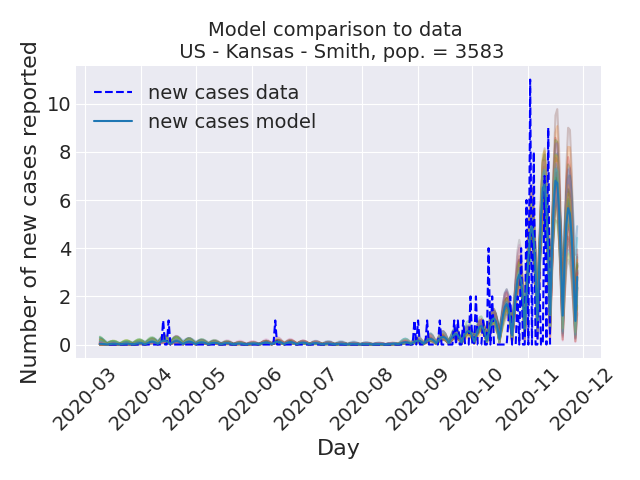 Model comparison to data
US - Kansas - Smith, pop. = 3583
Number of new cases reported
10
8
6
4
2
0
new cases data
new cases model
2020-03
2020-04
2020-05
2020-06
2020-07
2020-08
2020-09
2020-10
2020-11
2020-12
Day